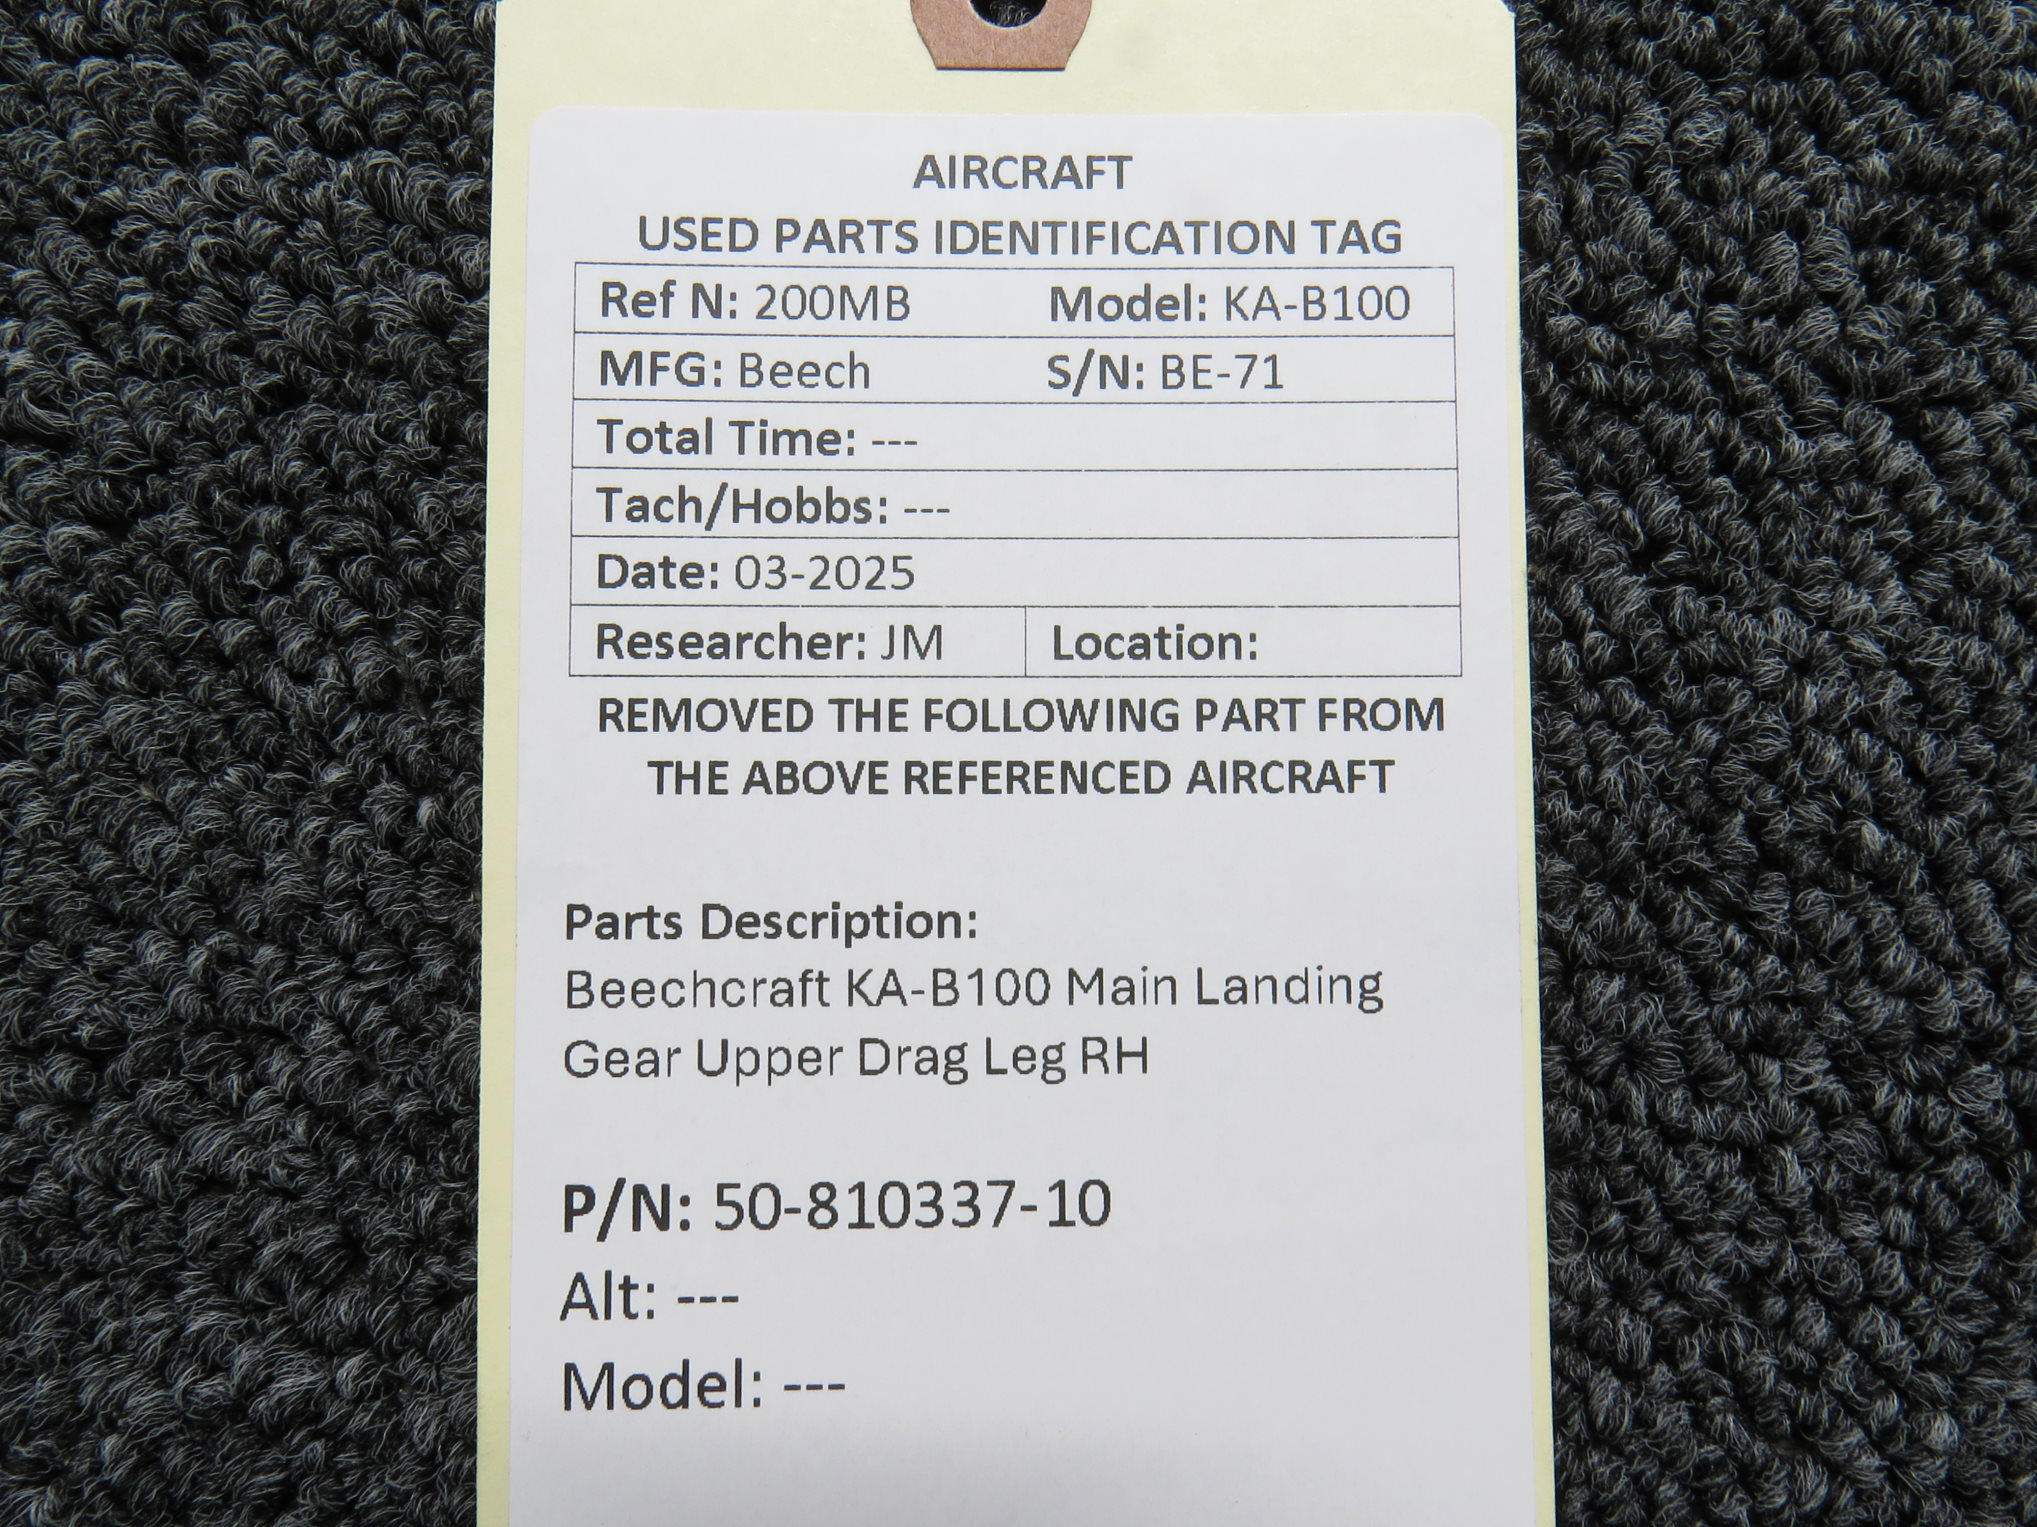 AIRCRAFT
USED PARTS IDENTIFICATION TAG
Ref N: 200MB Model: KA-B100
MFG: Beech S/N: BE-71
Total Time: ---
Tach/Hobbs: ---
Date: 03-2025
Researcher: JM Location:
REMOVED THE FOLLOWING PART FROM
THE ABOVE REFERENCED AIRCRAFT
Parts Description:
Beechcraft KA-B100 Main Landing
Gear Upper Drag Leg RH
P/N: 50-810337-10
Alt: ---
Model: ---